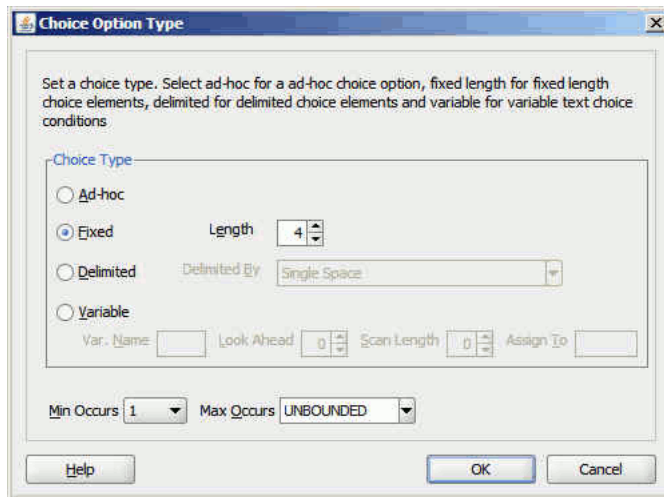 Choice Option Type
Set a choice type. Select ad-hoc for a ad-hoc choice option, fixed length for fixed length
choice elements, delimited for delimited choice elements and variable for variable text choice
conditions
Choice Type
Ad-hoc
Fixed Length 4
Delimited Delimited By Single Space
Variable
Var. Name Look Ahead 0 Scan Length 0 Assign To
Min Occurs 1 Max Occurs UNBOUNDED
Help OK Cancel